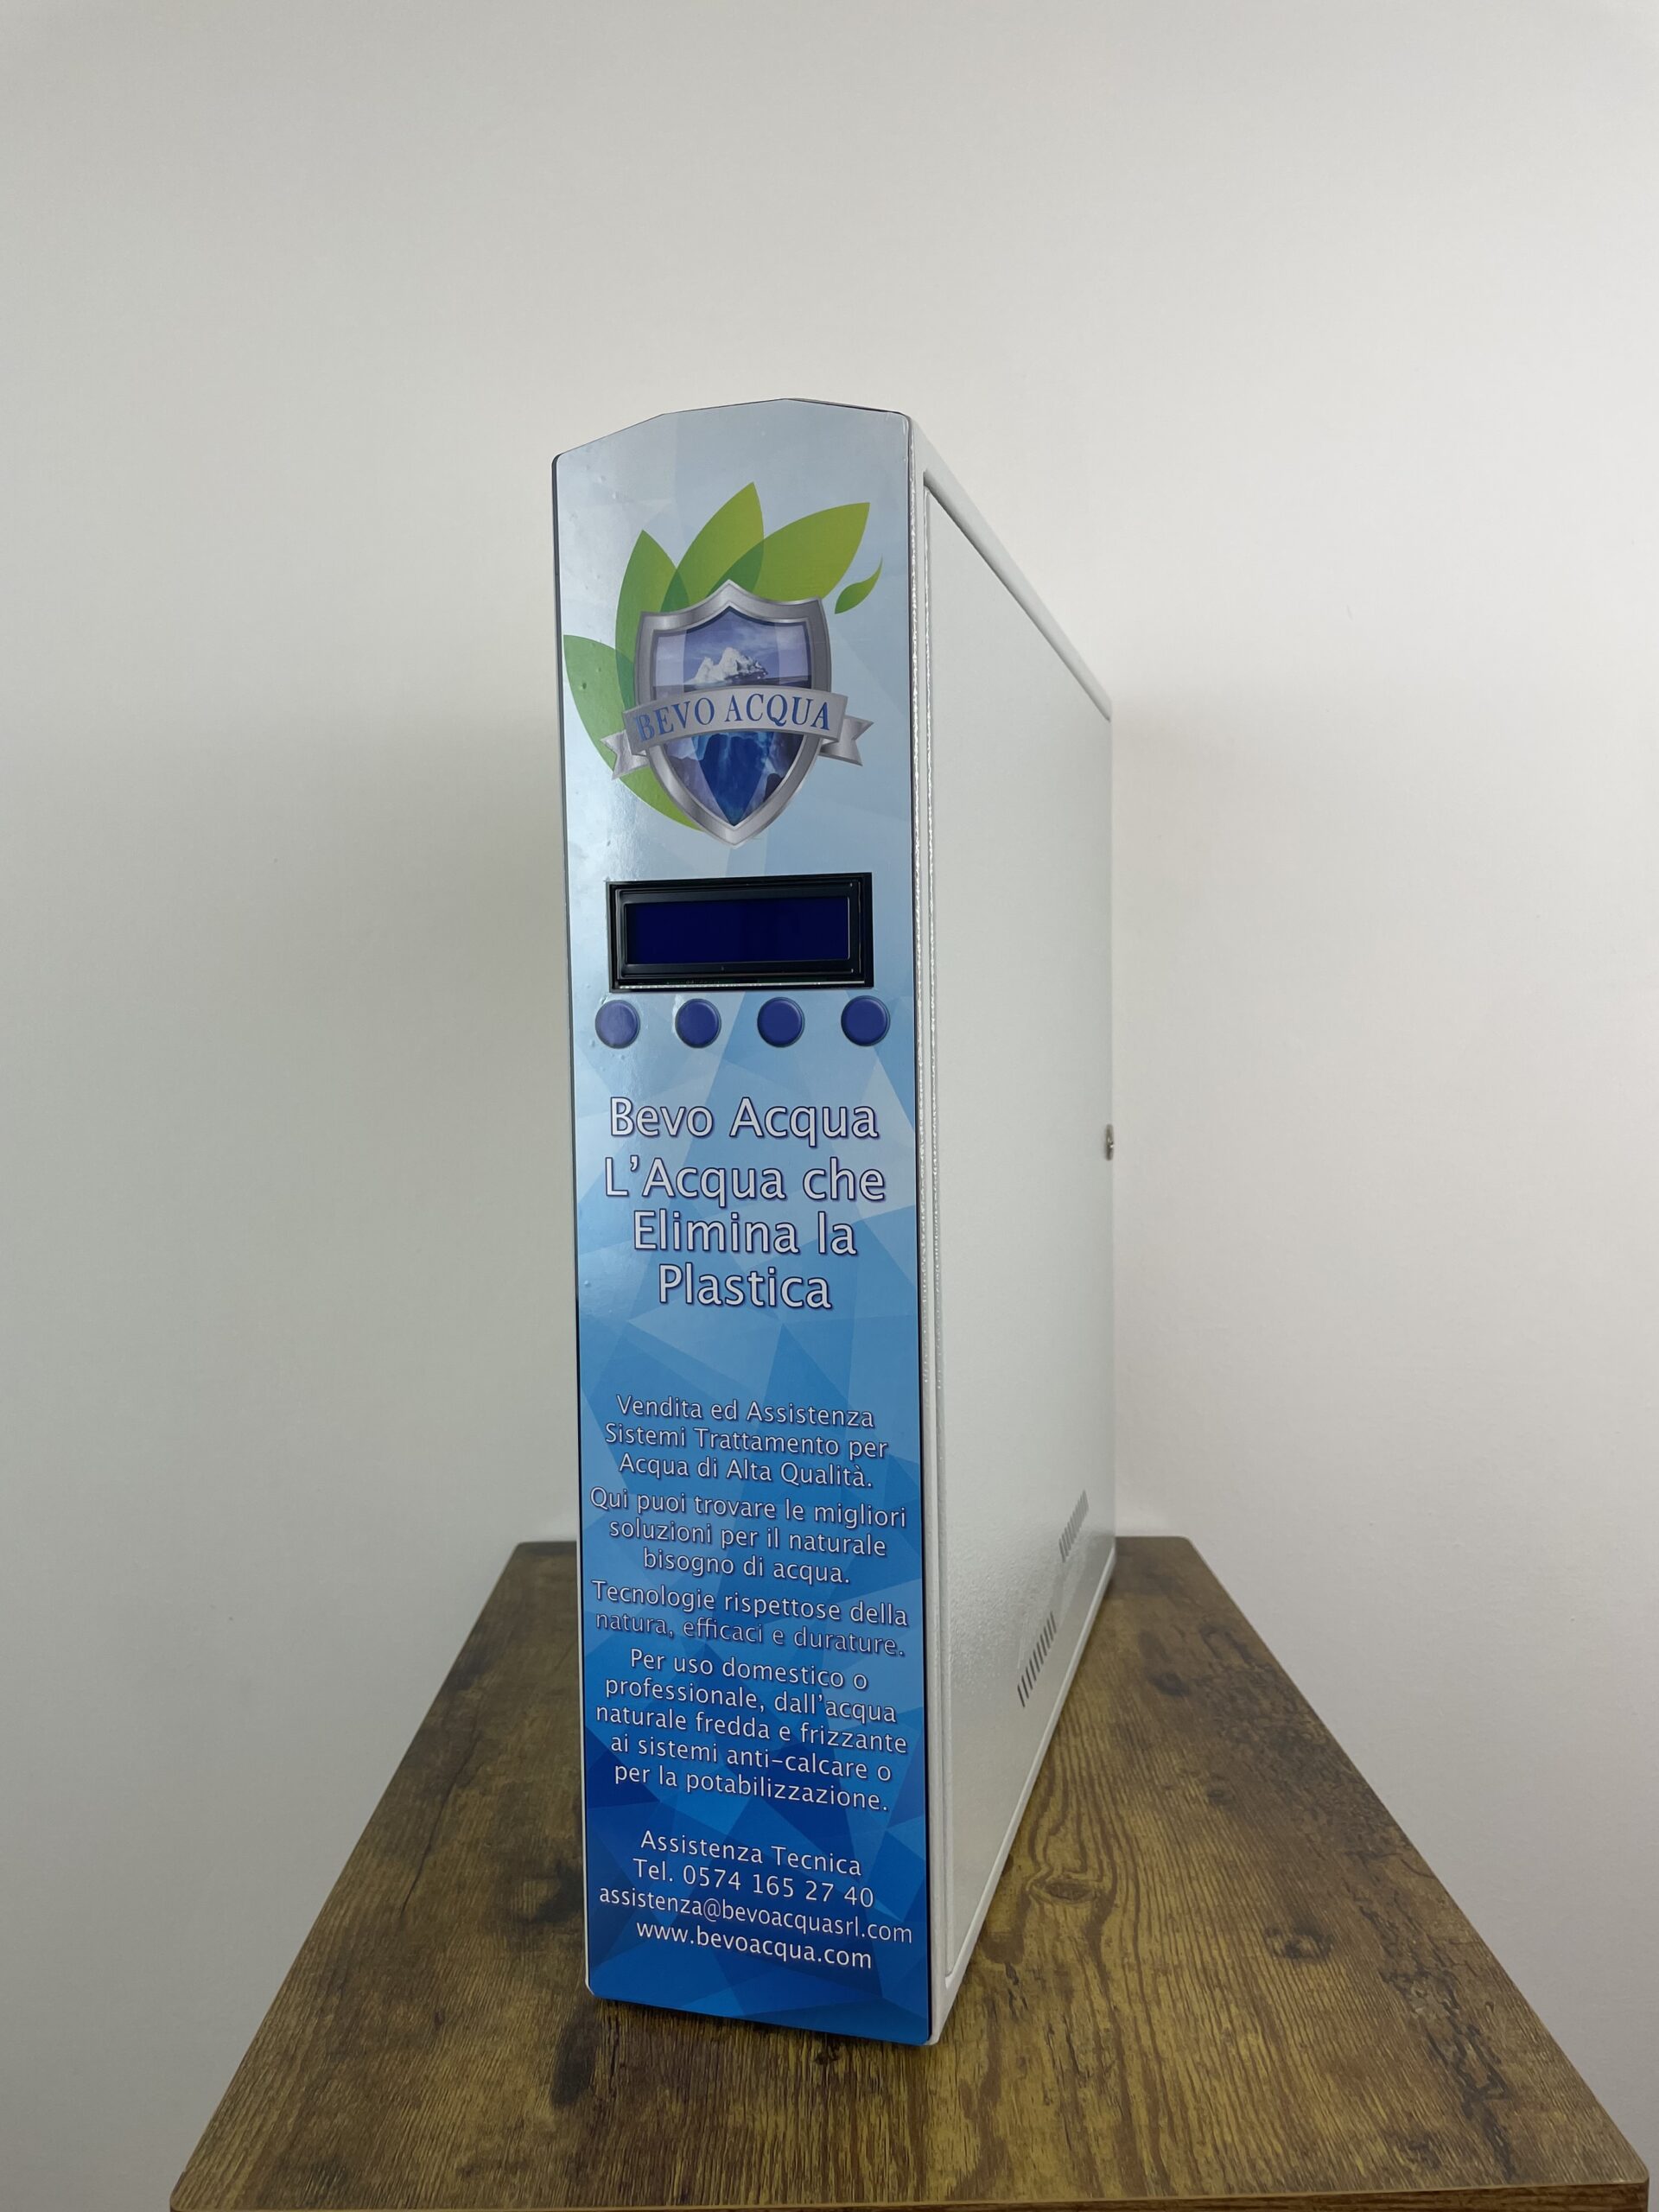 BEVO ACQUA
Bevo Acqua
L'Acqua che
Elimina la
Plastica
Vendita ed Assistenza
Sistemi Trattamento per
Acqua di Alta Qualità.
Qui puoi trovare le migliori
soluzioni per il naturale
bisogno di acqua.
Tecnologie rispettose della
natura, efficaci e durature.
Per uso domestico o
professionale, dall'acqua
naturale fredda e frizzante
ai sistemi anti-calcare o
per la potabilizzazione.
Assistenza Tecnica
Tel. 0574 165 27 40
assistenza@bevoacquasrl.com
www.bevoacqua.com